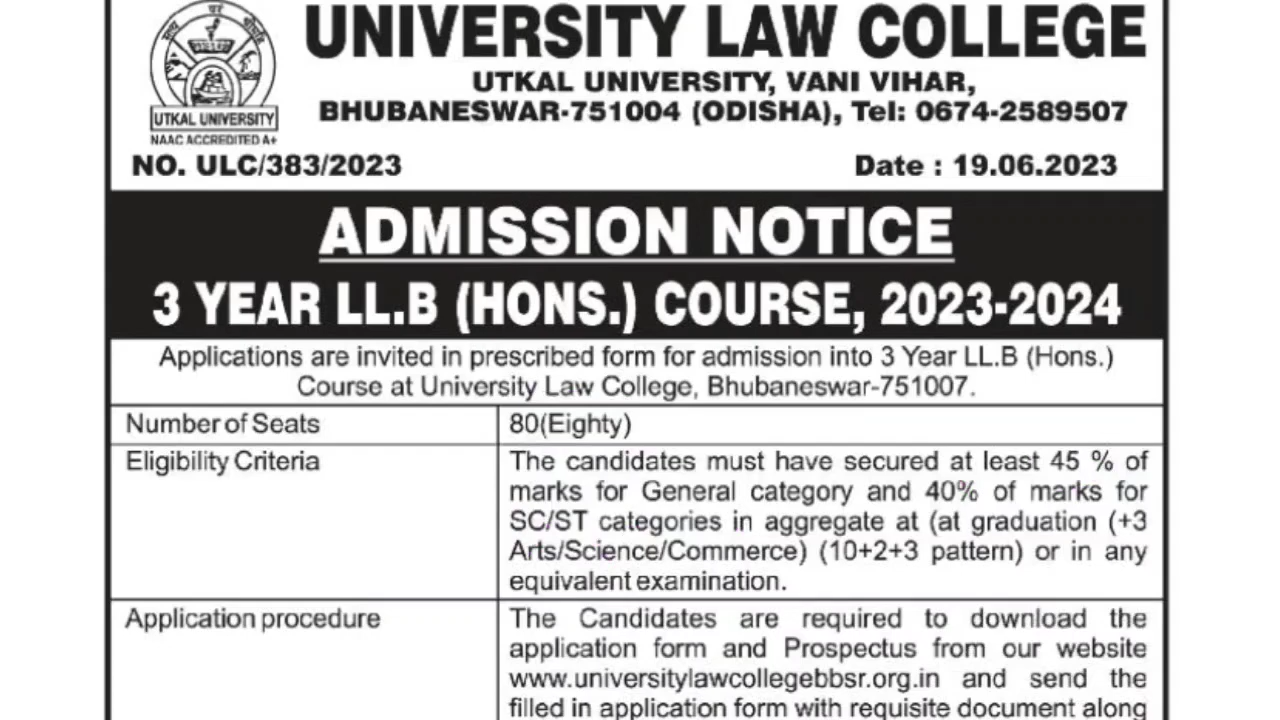 UNIVERSITY LAW COLLEGE
UTKAL UNIVERSITY, VANI VIHAR,
BHUBANESWAR-751004 (ODISHA), Tel: 0674-2589507
UTKAL UNIVERSITY
NAAC ACCREDITED A+
NO. ULC/383/2023 Date : 19.06.2023
ADMISSION NOTICE
3 YEAR LL.B (HONS.) COURSE, 2023-2024
Applications are invited in prescribed form for admission into 3 Year LL.B (Hons.)
Course at University Law College, Bhubaneswar-751007.
Number of Seats 80(Eighty)
Eligibility Criteria The candidates must have secured at least 45 % of
marks for General category and 40% of marks for
SC/ST categories in aggregate at (at graduation (+3
Arts/Science/Commerce) (10+2+3 pattern) or in any
equivalent examination.
Application procedure The Candidates are required to download the
application form and Prospectus from our website
www.universitylawcollegebbsr.org.in and send the
filled in application form with requisite document along